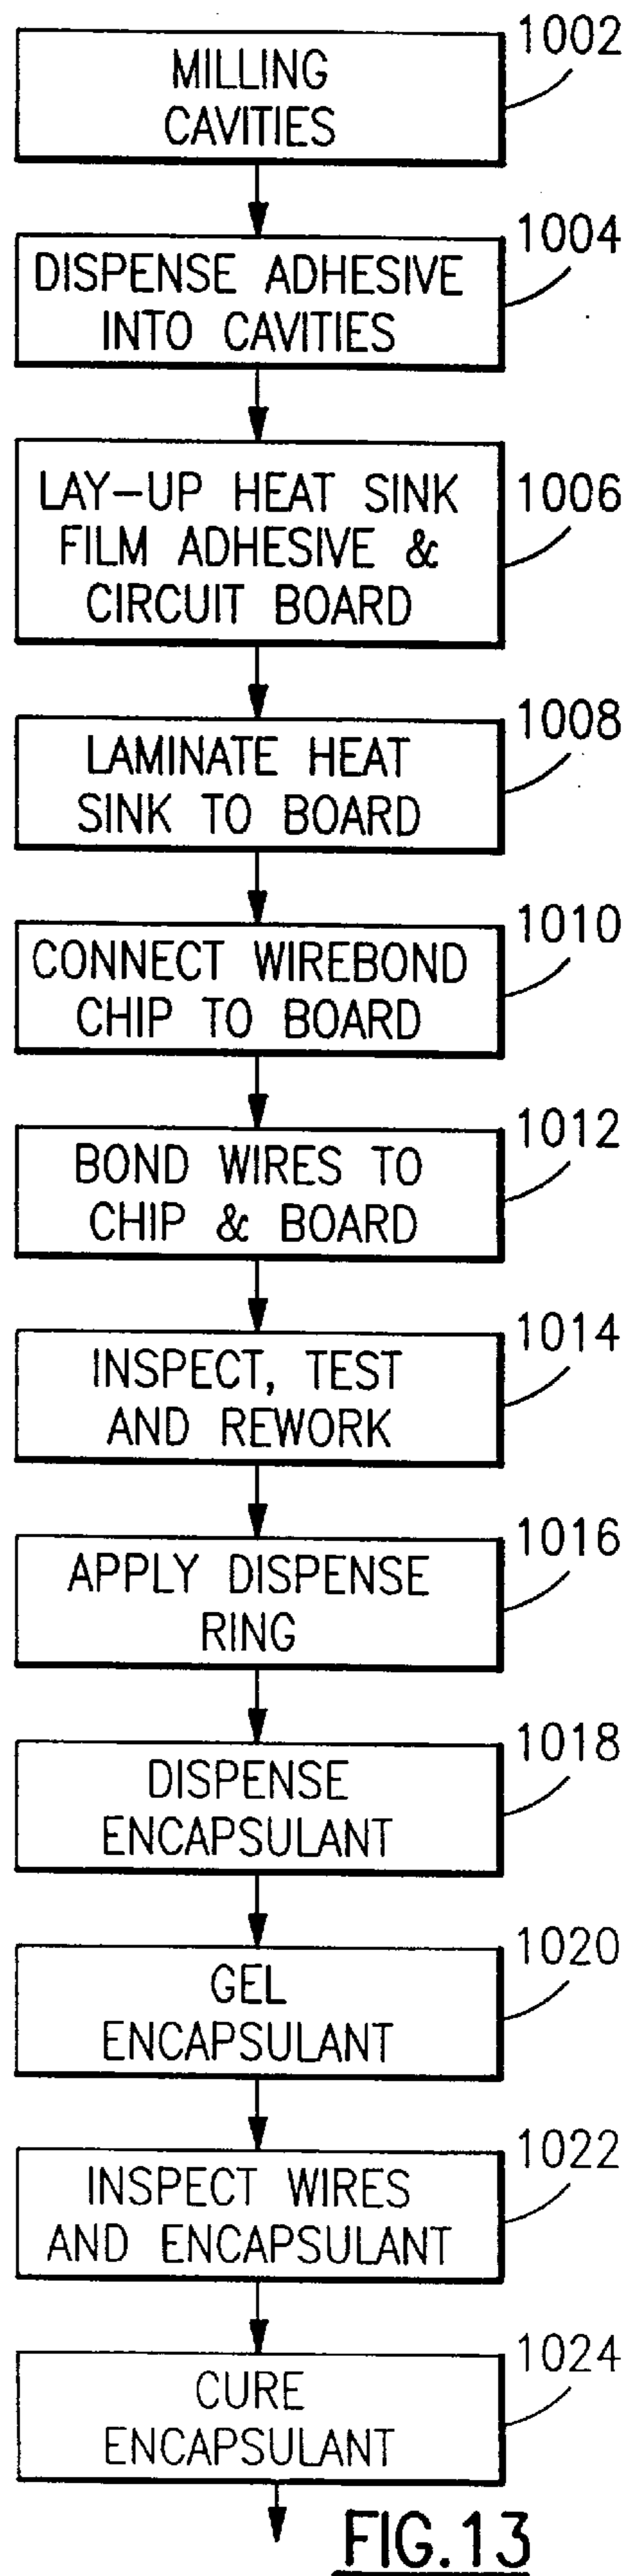 1002
MILLING
CAVITIES
1004
DISPENSE ADHESIVE
INTO CAVITIES
1006
LAY-UP HEAT SINK
FILM ADHESIVE &
CIRCUIT BOARD
1008
LAMINATE HEAT
SINK TO BOARD
1010
CONNECT WIREBOND
CHIP TO BOARD
1012
BOND WIRES TO
CHIP & BOARD
1014
INSPECT, TEST
AND REWORK
1016
APPLY DISPENSE
RING
1018
DISPENSE
ENCAPSULANT
1020
GEL
ENCAPSULANT
1022
INSPECT WIRES
AND ENCAPSULANT
1024
CURE
ENCAPSULANT
FIG.13